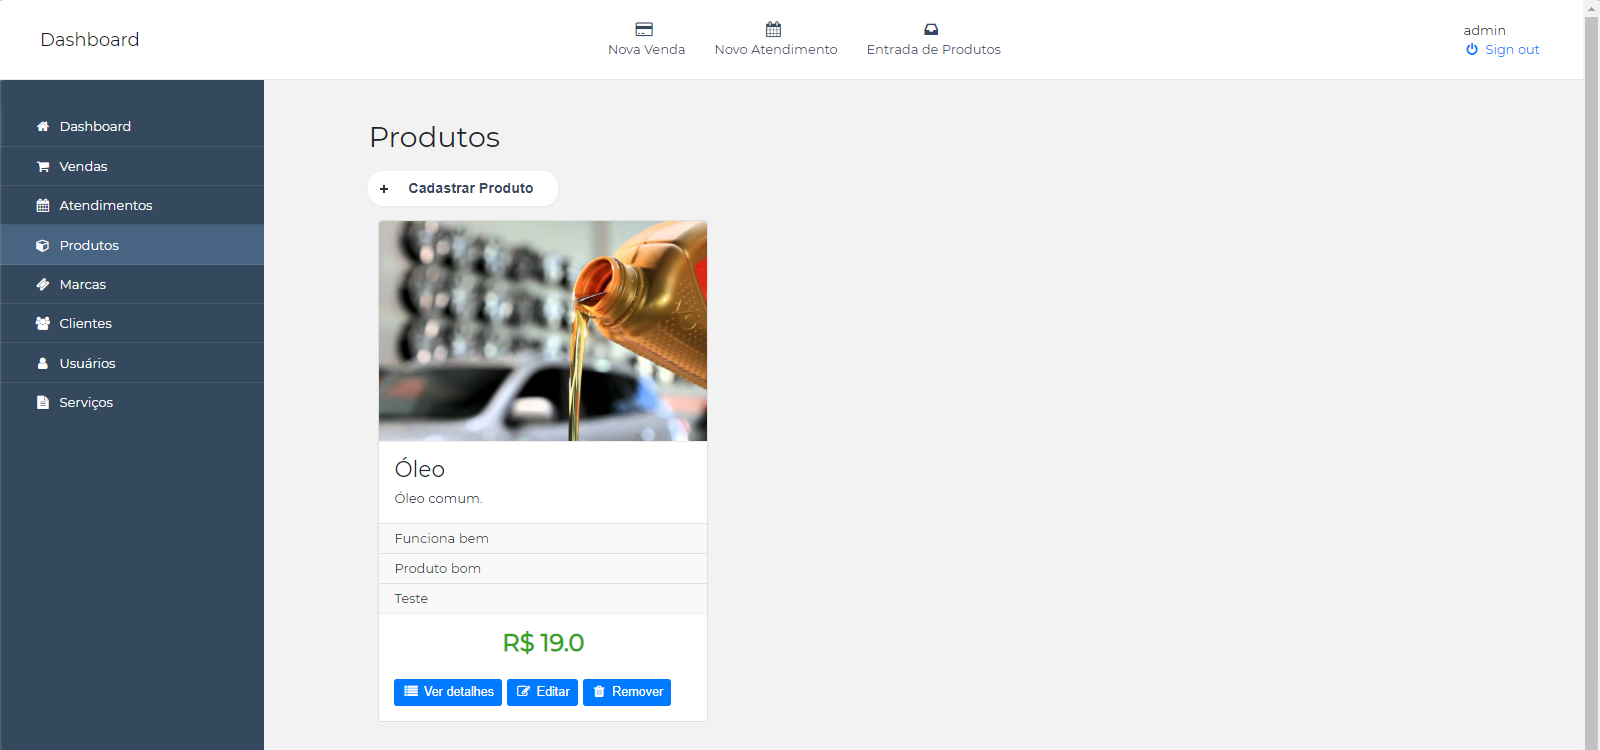 Dashboard
Nova Venda
Novo Atendimento
Entrada de Produtos
admin
Sign out
Dashboard
Vendas
Atendimentos
Produtos
Marcas
Clientes
Usuários
Serviços
Produtos
+ Cadastrar Produto
Óleo
Óleo comum.
Funciona bem
Produto bom
Teste
R$ 19.0
Ver detalhes
Editar
Remover